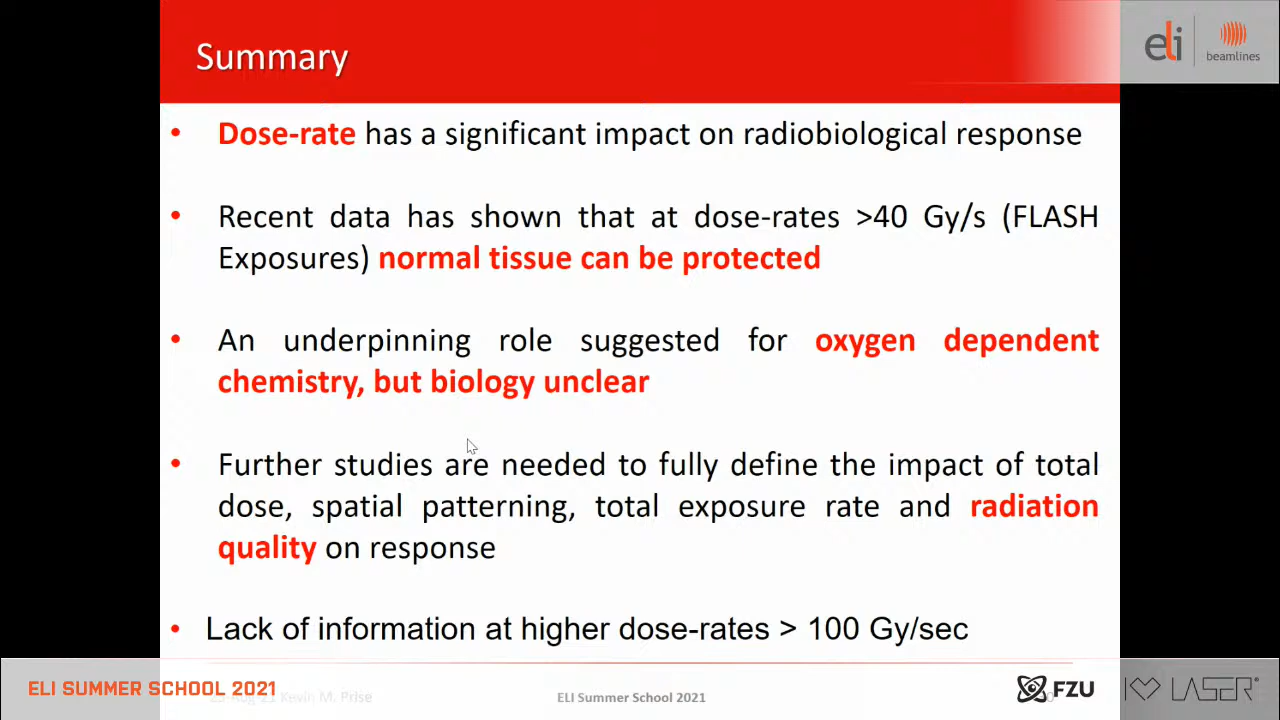 Summary
eli beamlines
• Dose-rate has a significant impact on radiobiological response
• Recent data has shown that at dose-rates >40 Gy/s (FLASH
Exposures) normal tissue can be protected
• An underpinning role suggested for oxygen dependent
chemistry, but biology unclear
• Further studies are needed to fully define the impact of total
dose, spatial patterning, total exposure rate and radiation
quality on response
• Lack of information at higher dose-rates > 100 Gy/sec
ELI SUMMER SCHOOL 2021
Kevin M. Prise
ELI Summer School 2021
FZU
LASER